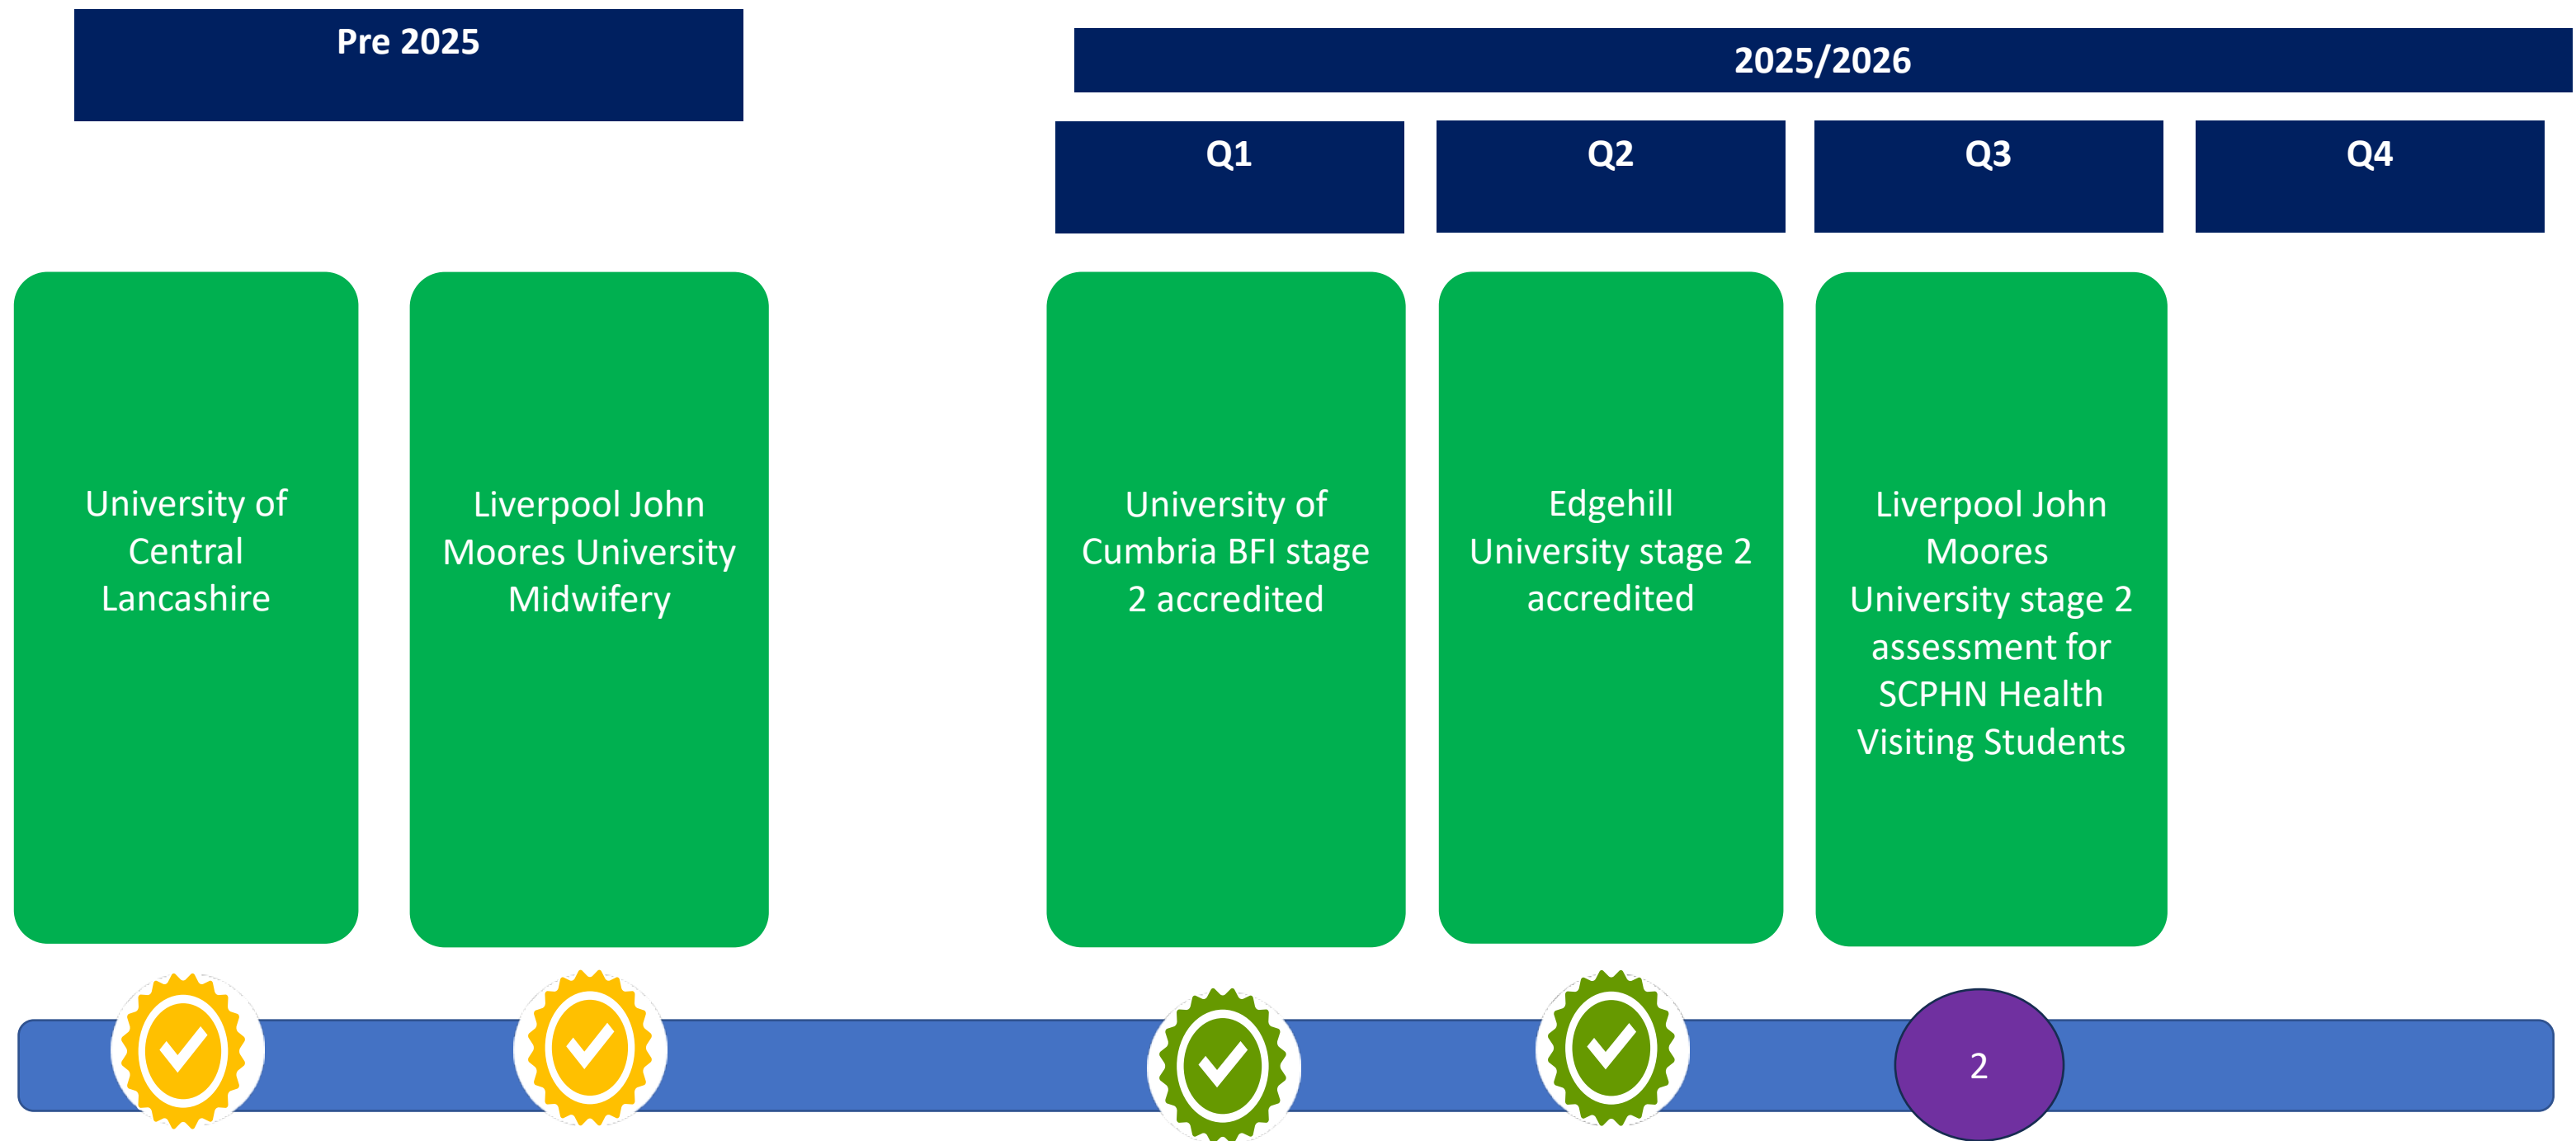 Pre 2025
2025/2026
Q1
Q2
Q3
Q4
University of
Central
Lancashire
Liverpool John
Moores University
Midwifery
University of
Cumbria BFI stage
2 accredited
Edgehill
University stage 2
accredited
Liverpool John
Moores
University stage 2
assessment for
SCPHN Health
Visiting Students
2